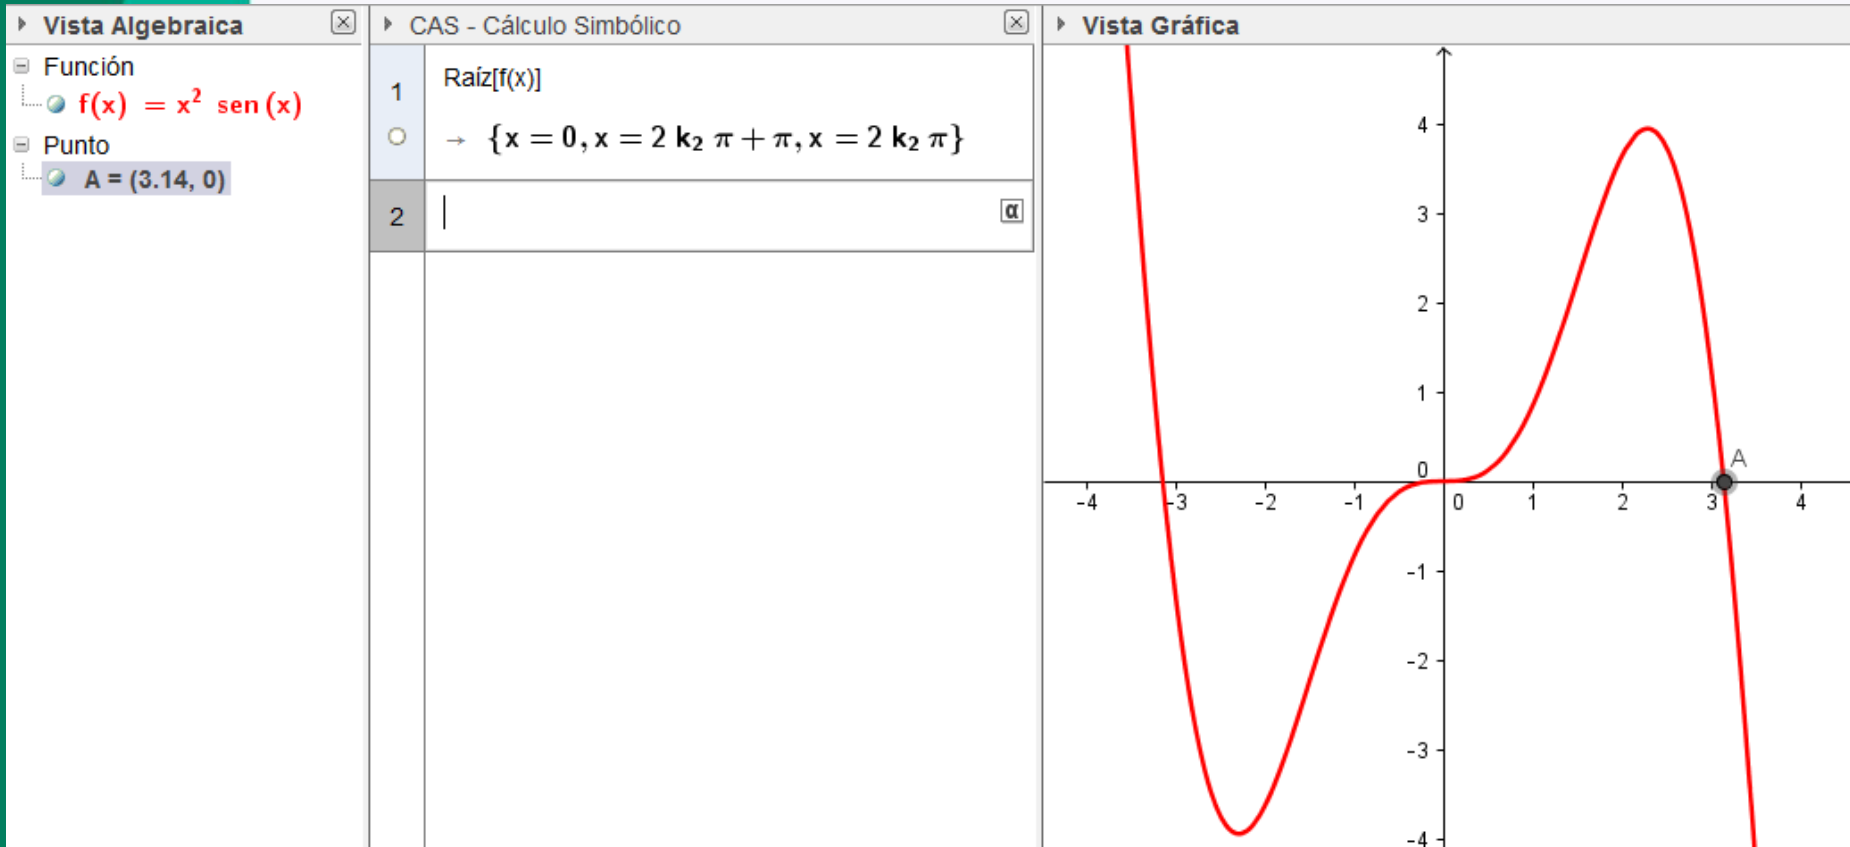 Vista Algebraica
Función
f(x) = x² sen (x)
Punto
A = (3.14, 0)
CAS - Cálculo Simbólico
1
Raíz[f(x)]
→ {x = 0, x = 2 k₂ π + π, x = 2 k₂ π}
2
α
Vista Gráfica
4
3
2
1
0
-4 -3 -2 -1 0 1 2 3 4
A
-1
-2
-3
-4